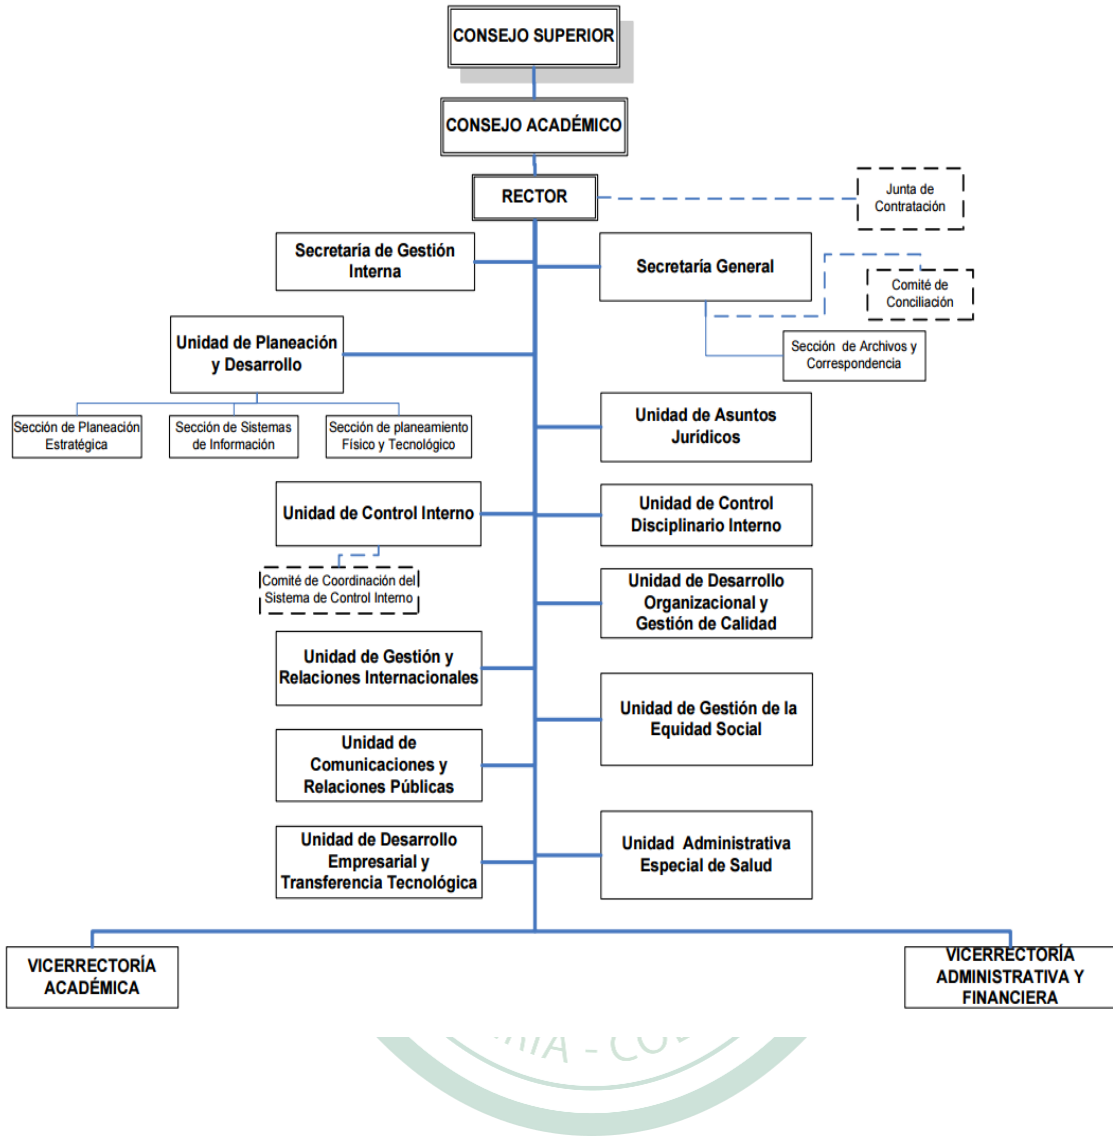 CONSEJO SUPERIOR
CONSEJO ACADÉMICO
RECTOR
Junta de
Contratación
Secretaría de Gestión
Interna
Secretaría General
Comité de
Conciliación
Sección de Archivos y
Correspondencia
Unidad de Planeación
y Desarrollo
Sección de Planeación
Estratégica
Sección de Sistemas
de Información
Sección de planeamiento
Físico y Tecnológico
Unidad de Asuntos
Jurídicos
Unidad de Control Interno
Unidad de Control
Disciplinario Interno
Comité de Coordinación del
Sistema de Control Interno
Unidad de Desarrollo
Organizacional y
Gestión de Calidad
Unidad de Gestión y
Relaciones Internacionales
Unidad de Gestión de la
Equidad Social
Unidad de
Comunicaciones y
Relaciones Públicas
Unidad de Desarrollo
Empresarial y
Transferencia Tecnológica
Unidad Administrativa
Especial de Salud
VICERRECTORÍA
ACADÉMICA
VICERRECTORÍA
ADMINISTRATIVA Y
FINANCIERA